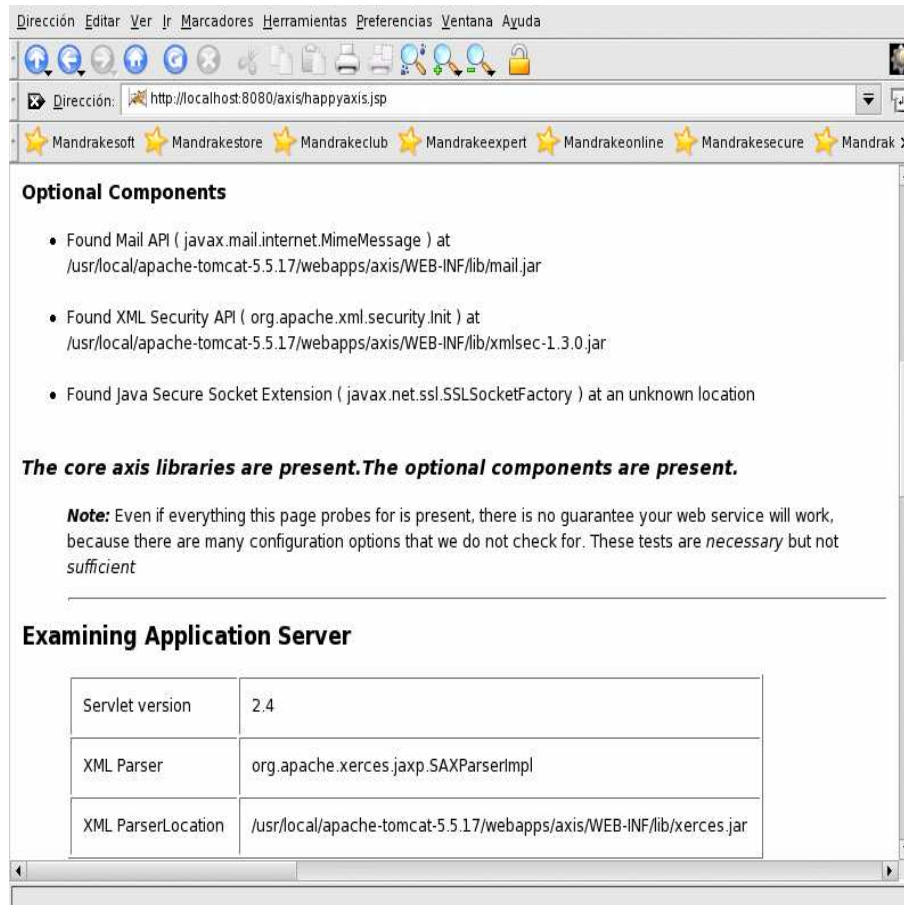 Dirección Editar Ver Ir Marcadores Herramientas Preferencias Ventana Ayuda
Dirección: http://localhost:8080/axis/happyaxis.jsp
Mandrakesoft Mandrakestore Mandrakeclub Mandrakeexpert Mandrakeonline Mandrakesecure Mandrak
Optional Components
• Found Mail API ( javax.mail.internet.MimeMessage ) at
/usr/local/apache-tomcat-5.5.17/webapps/axis/WEB-INF/lib/mail.jar
• Found XML Security API ( org.apache.xml.security.Init ) at
/usr/local/apache-tomcat-5.5.17/webapps/axis/WEB-INF/lib/xmlsec-1.3.0.jar
• Found Java Secure Socket Extension ( javax.net.ssl.SSLSocketFactory ) at an unknown location
The core axis libraries are present.The optional components are present.
Note: Even if everything this page probes for is present, there is no guarantee your web service will work,
because there are many configuration options that we do not check for. These tests are necessary but not
sufficient
Examining Application Server
Servlet version 2.4
XML Parser org.apache.xerces.jaxp.SAXParserImpl
XML ParserLocation /usr/local/apache-tomcat-5.5.17/webapps/axis/WEB-INF/lib/xerces.jar